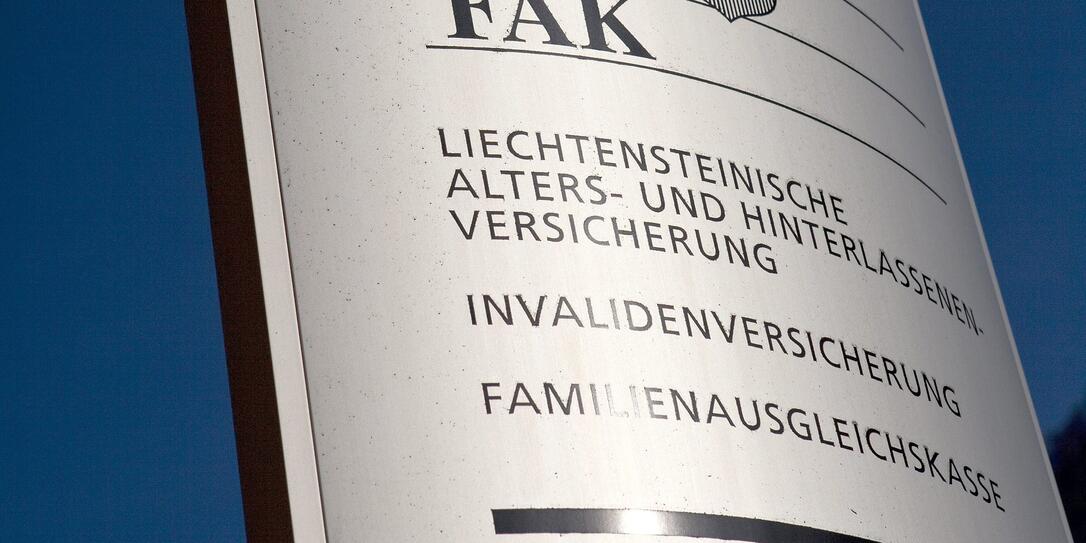 FAK
LIECHTENSTEINISCHE
ALTERS- UND HINTERLASSENEN-
VERSICHERUNG
INVALIDENVERSICHERUNG
FAMILIENAUSGLEICHSKASSE